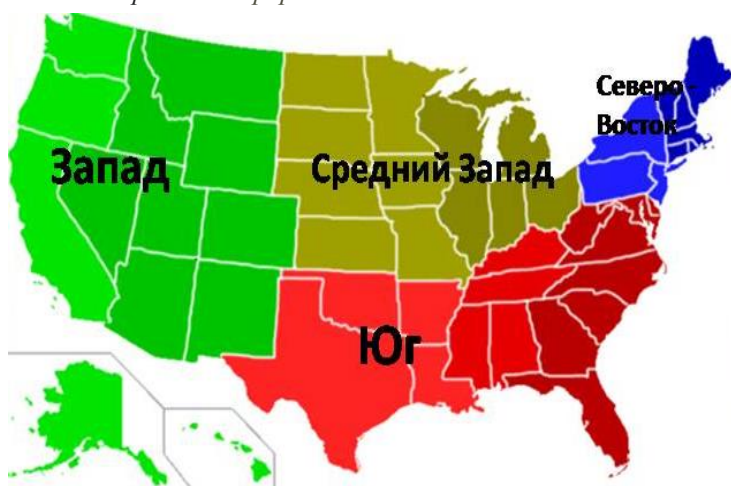 Северо -
Восток
Запад
Средний Запад
Юг